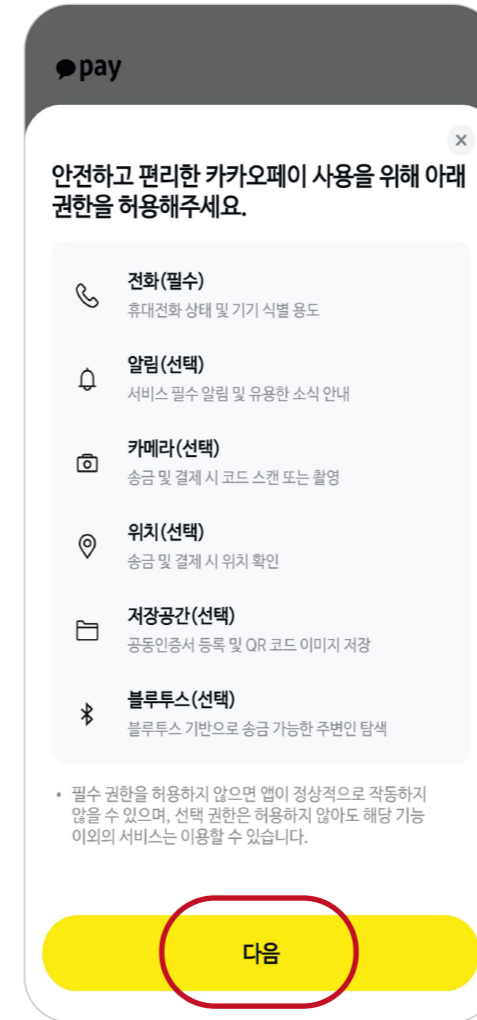 pay
안전하고 편리한 카카오페이 사용을 위해 아래
권한을 허용해주세요.
전화(필수)
휴대전화 상태 및 기기 식별 용도
알림(선택)
서비스 필수 알림 및 유용한 소식 안내
카메라(선택)
송금 및 결제 시 코드 스캔 또는 촬영
위치(선택)
송금 및 결제 시 위치 확인
저장공간(선택)
공동인증서 등록 및 QR 코드 이미지 저장
블루투스(선택)
블루투스 기반으로 송금 가능한 주변인 탐색
• 필수 권한을 허용하지 않으면 앱이 정상적으로 작동하지
않을 수 있으며, 선택 권한은 허용하지 않아도 해당 기능
이외의 서비스는 이용할 수 있습니다.
다음